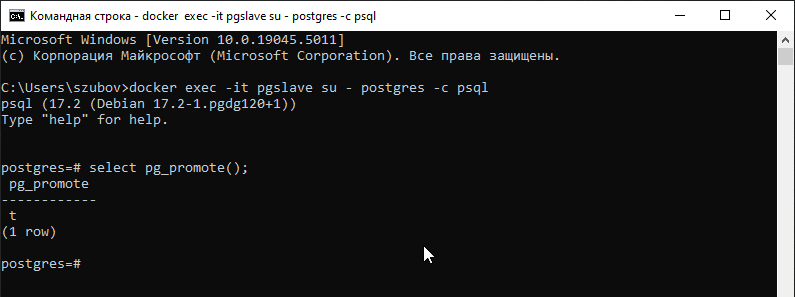 Командная строка - docker exec -it pgslave su - postgres -c psql
Microsoft Windows [Version 10.0.19045.5011]
(c) Корпорация Майкрософт (Microsoft Corporation). Все права защищены.
C:\Users\szubov>docker exec -it pgslave su - postgres -c psql
psql (17.2 (Debian 17.2-1.pgdg120+1))
Type "help" for help.
postgres=# select pg_promote();
pg_promote
------------
t
(1 row)
postgres=#